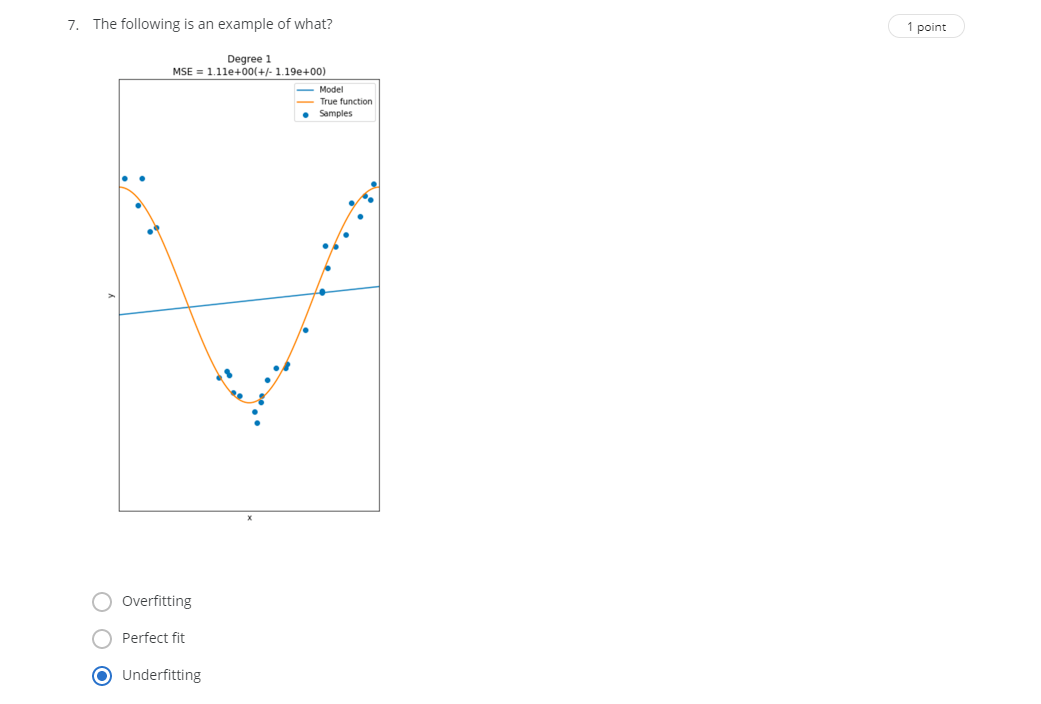 7. The following is an example of what?
1 point
Degree 1
MSE = 1.11e+00(+/- 1.19e+00)
Model
True function
Samples
y
x
Overfitting
Perfect fit
Underfitting